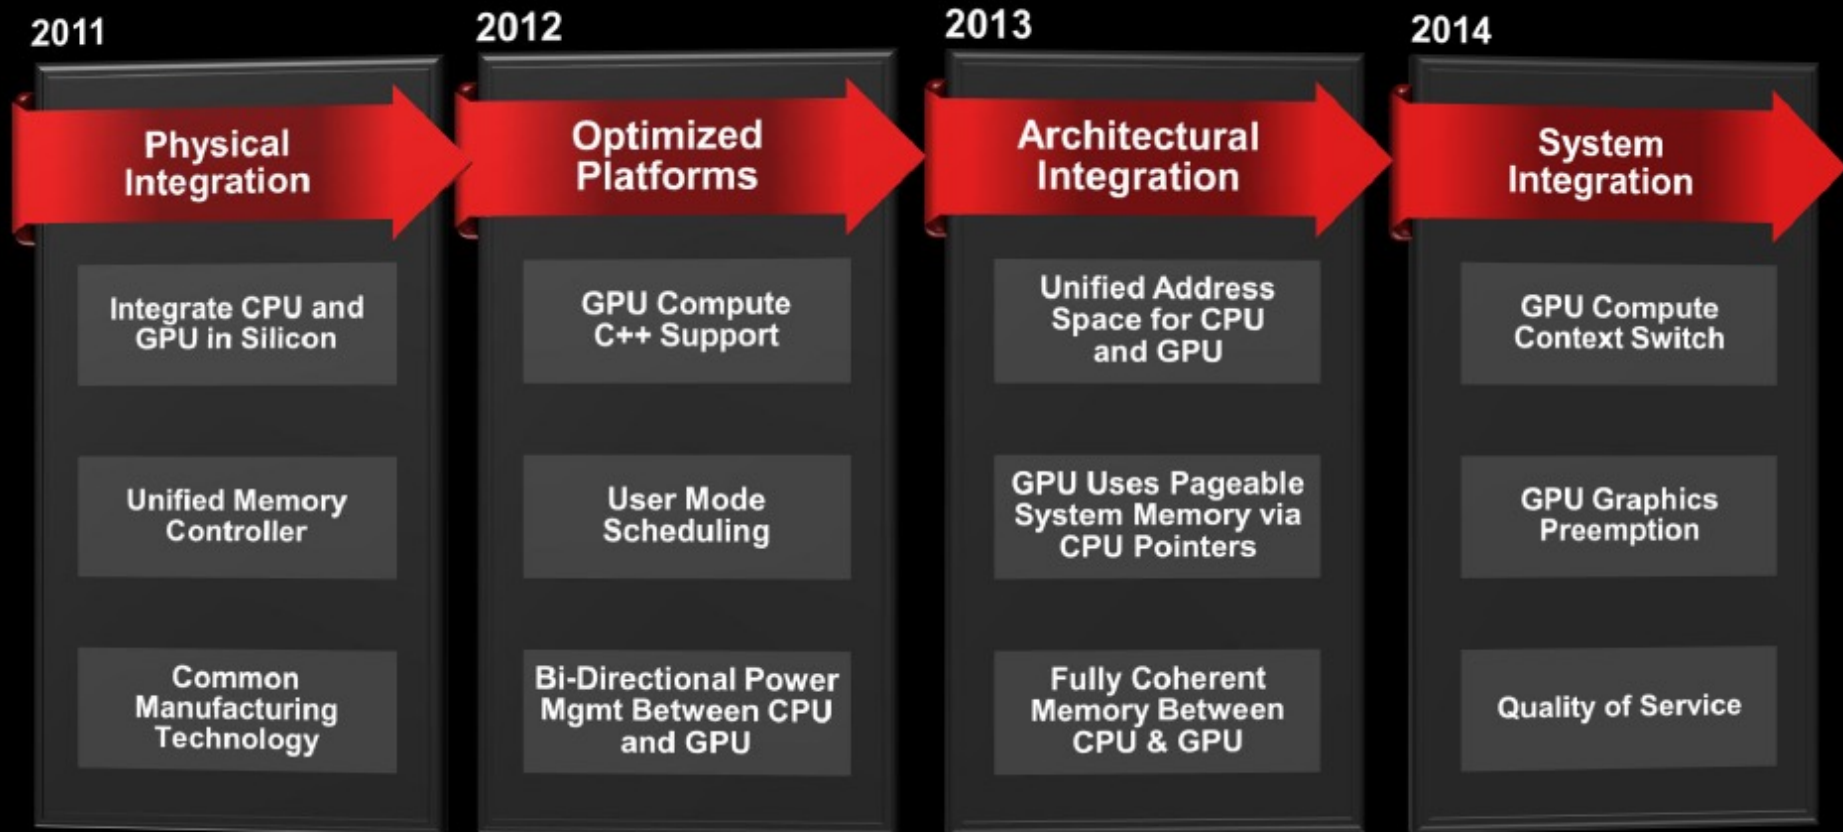 2011
Physical
Integration
Integrate CPU and
GPU in Silicon
Unified Memory
Controller
Common
Manufacturing
Technology
2012
Optimized
Platforms
GPU Compute
C++ Support
User Mode
Scheduling
Bi-Directional Power
Mgmt Between CPU
and GPU
2013
Architectural
Integration
Unified Address
Space for CPU
and GPU
GPU Uses Pageable
System Memory via
CPU Pointers
Fully Coherent
Memory Between
CPU & GPU
2014
System
Integration
GPU Compute
Context Switch
GPU Graphics
Preemption
Quality of Service